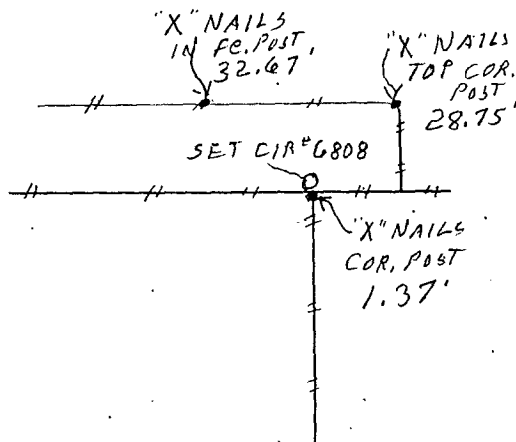 "X" NAILS
IN FC. POST
32.67'
"X" NAILS
TOP COR.
POST
28.75'
SET CIR#6808
"X" NAILS
COR. POST
1.37'